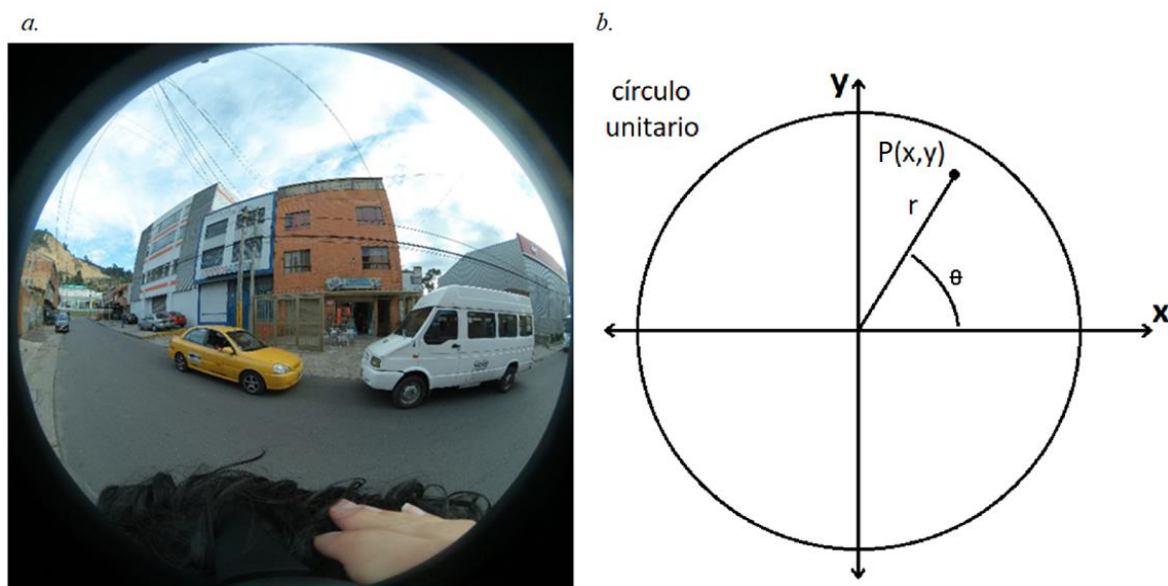 a.
b.
círculo
unitario
y
P(x,y)
r
θ
x